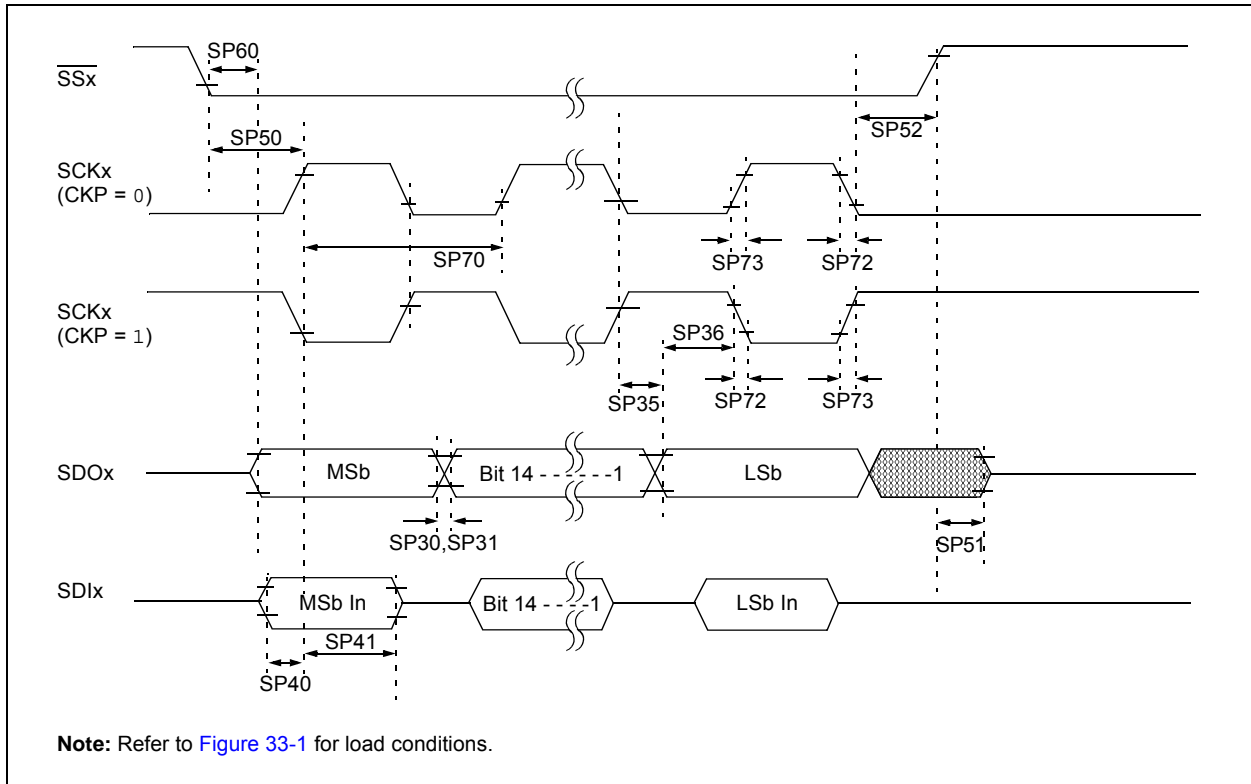 SP60
SSx
SP50
SP52
SCKx
(CKP = 0)
SP70
SP73
SP72
SCKx
(CKP = 1)
SP36
SP35
SP72
SP73
SDOx
MSb
Bit 14 - - - - - - -1
LSb
SP30,SP31
SP51
SDIx
MSb In
Bit 14 - - - -1
LSb In
SP41
SP40
Note: Refer to Figure 33-1 for load conditions.